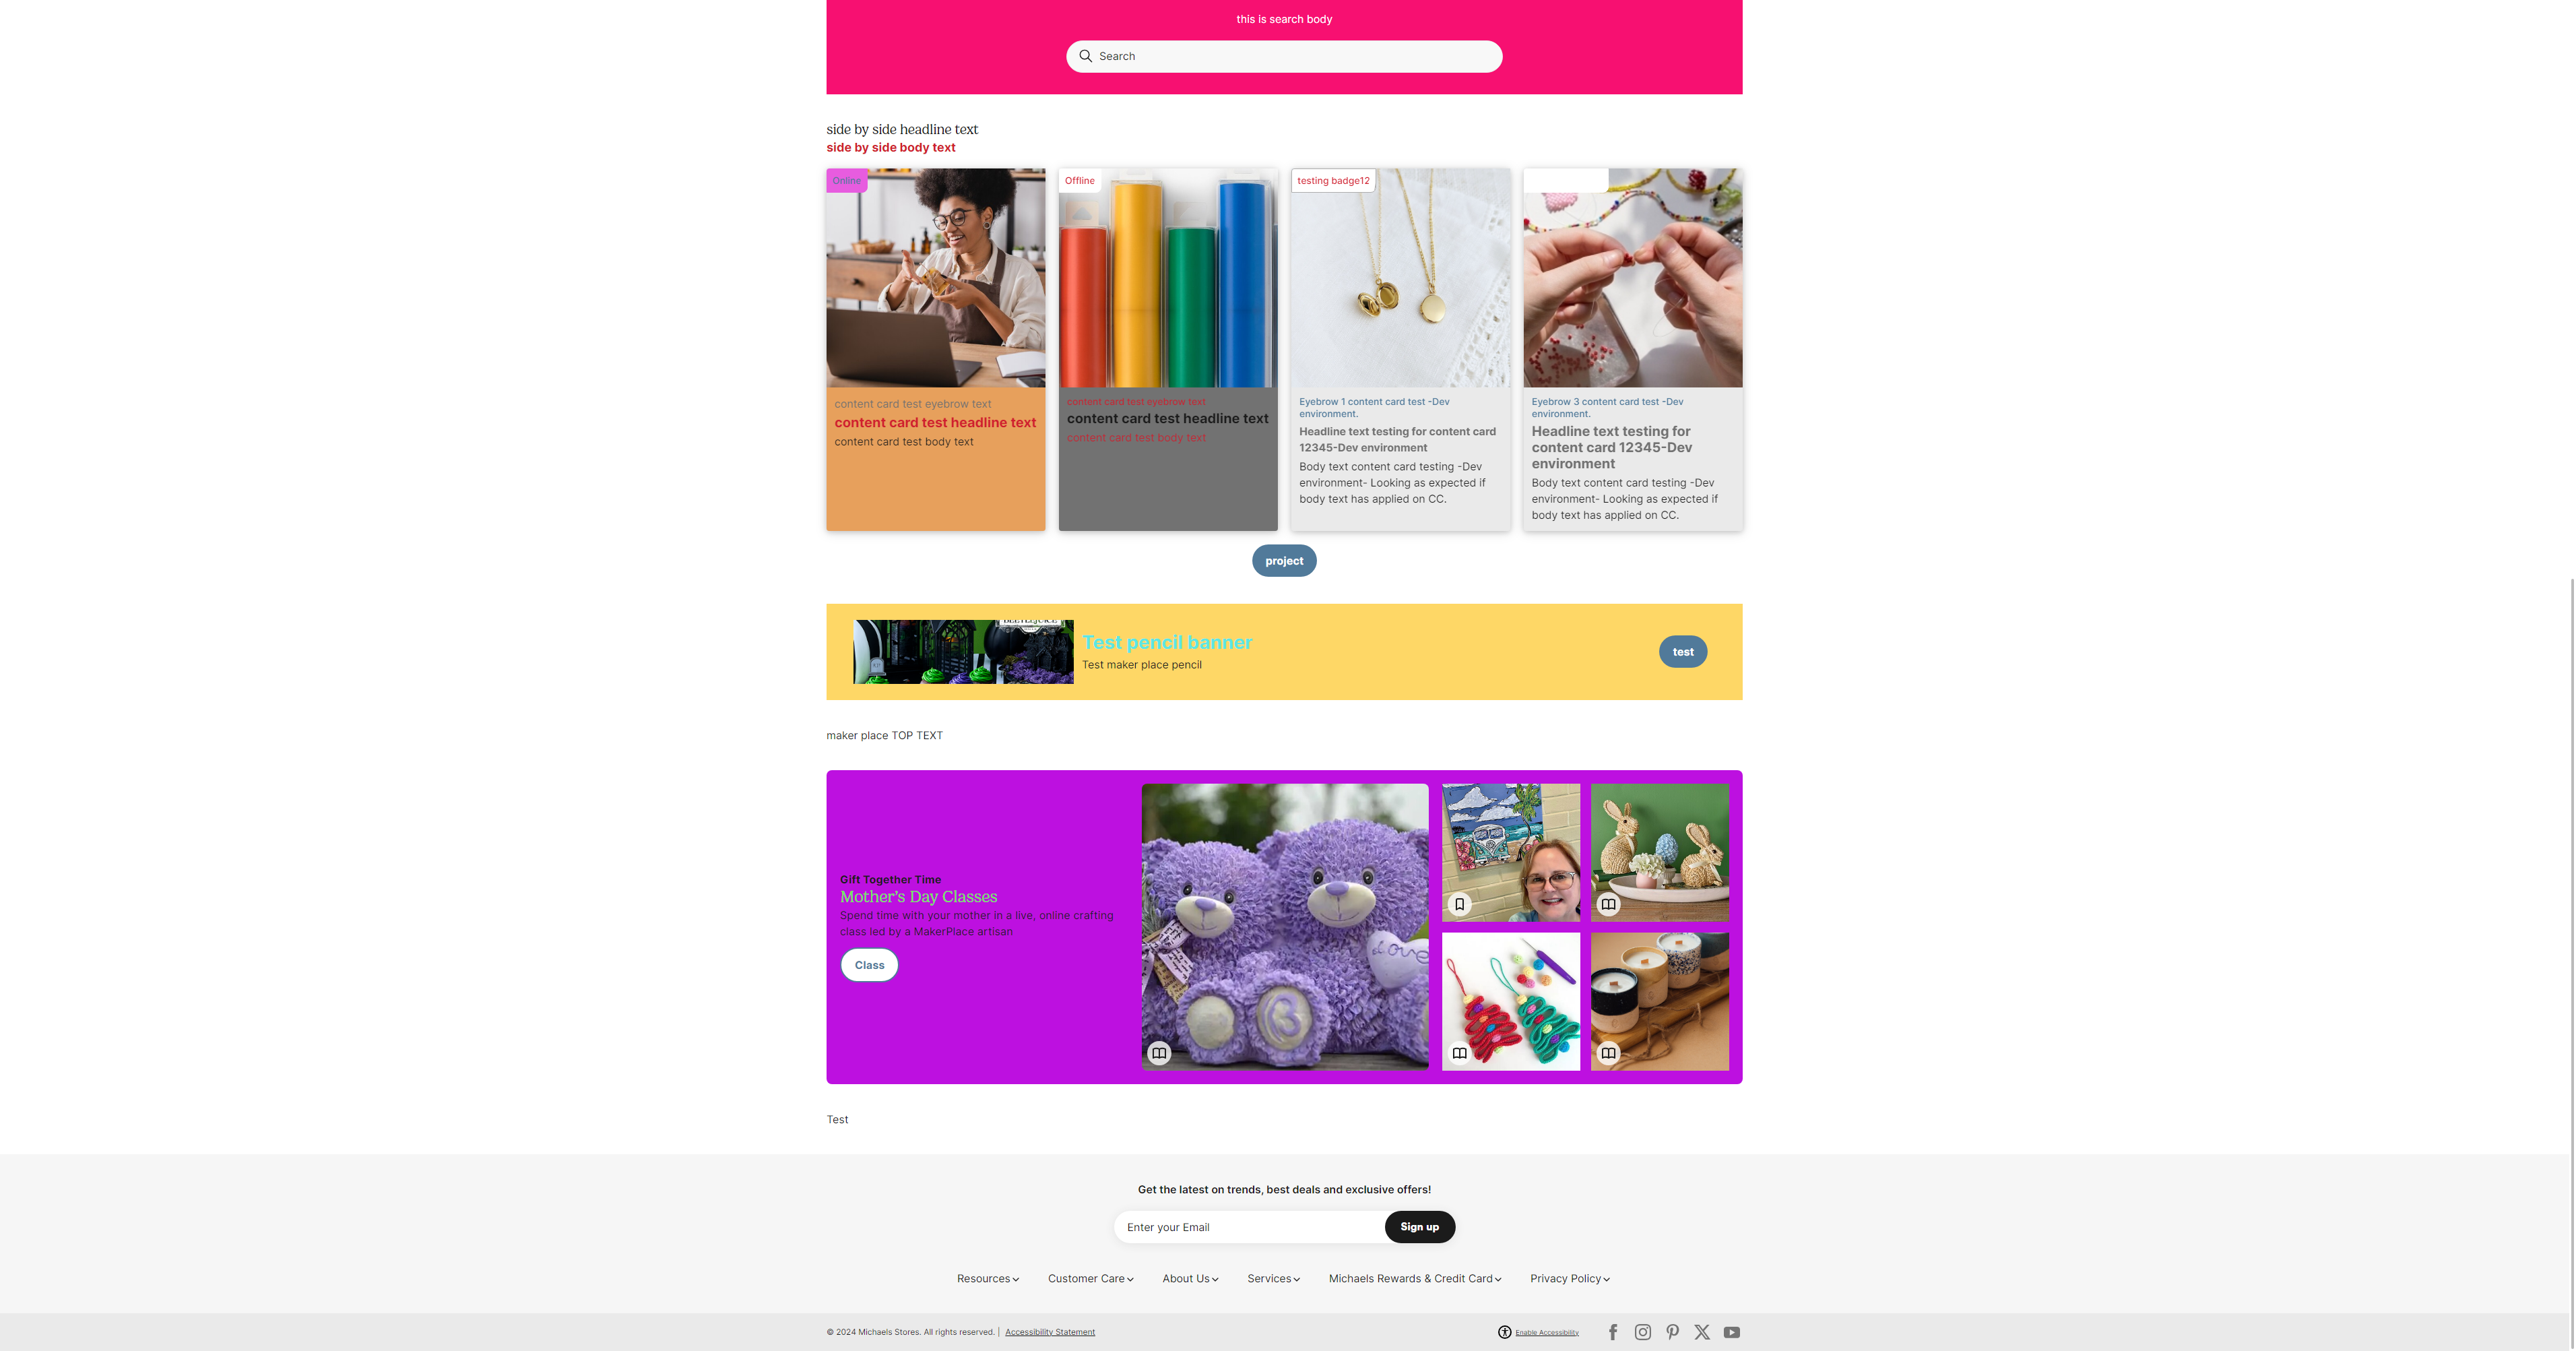 this is search body
Search
side by side headline text
side by side body text
Online
content card test eyebrow text
content card test headline text
content card test body text
Offline
content card test eyebrow text
content card test headline text
content card test body text
testing badge12
Eyebrow 1 content card test -Dev
environment.
Headline text testing for content card
12345-Dev environment
Body text content card testing -Dev
environment- Looking as expected if
body text has applied on CC.
Eyebrow 3 content card test -Dev
environment.
Headline text testing for
content card 12345-Dev
environment
Body text content card testing -Dev
environment- Looking as expected if
body text has applied on CC.
project
Test pencil banner
Test maker place pencil
test
maker place TOP TEXT
Gift Together Time
Mother's Day Classes
Spend time with your mother in a live, online crafting
class led by a MakerPlace artisan
Class
Love
Test
Get the latest on trends, best deals and exclusive offers!
Enter your Email
Sign up
Resources
Customer Care
About Us
Services
Michaels Rewards & Credit Card
Privacy Policy
© 2024 Michaels Stores. All rights reserved. | Accessibility Statement
Enable Accessibility